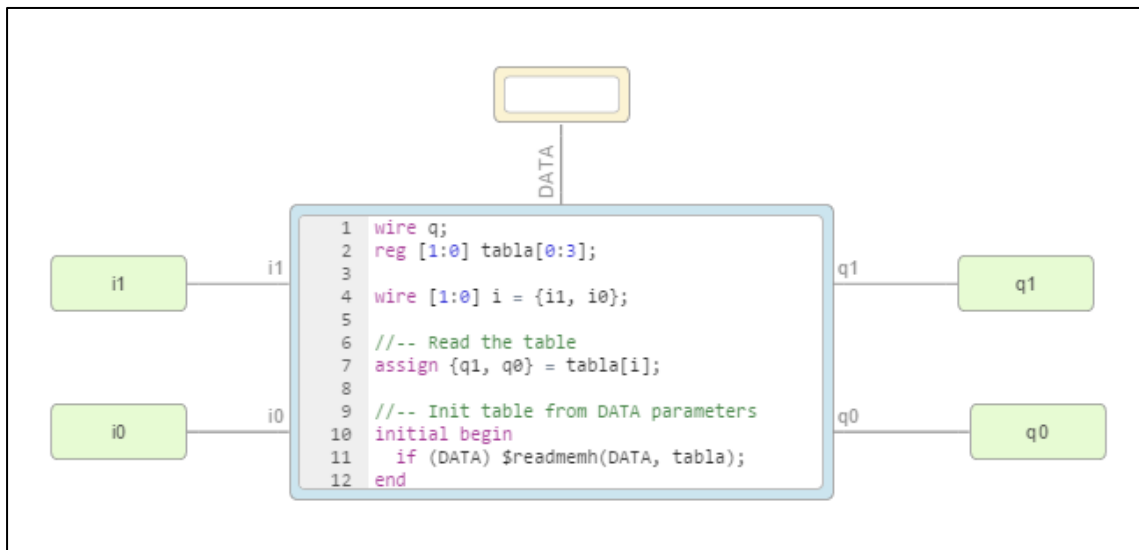 DATA
i1
i1
i0
i0
1 wire q;
2 reg [1:0] tabla[0:3];
3
4 wire [1:0] i = {i1, i0};
5
6 //-- Read the table
7 assign {q1, q0} = tabla[i];
8
9 //-- Init table from DATA parameters
10 initial begin
11   if (DATA) $readmemh(DATA, tabla);
12 end
q1
q1
q0
q0